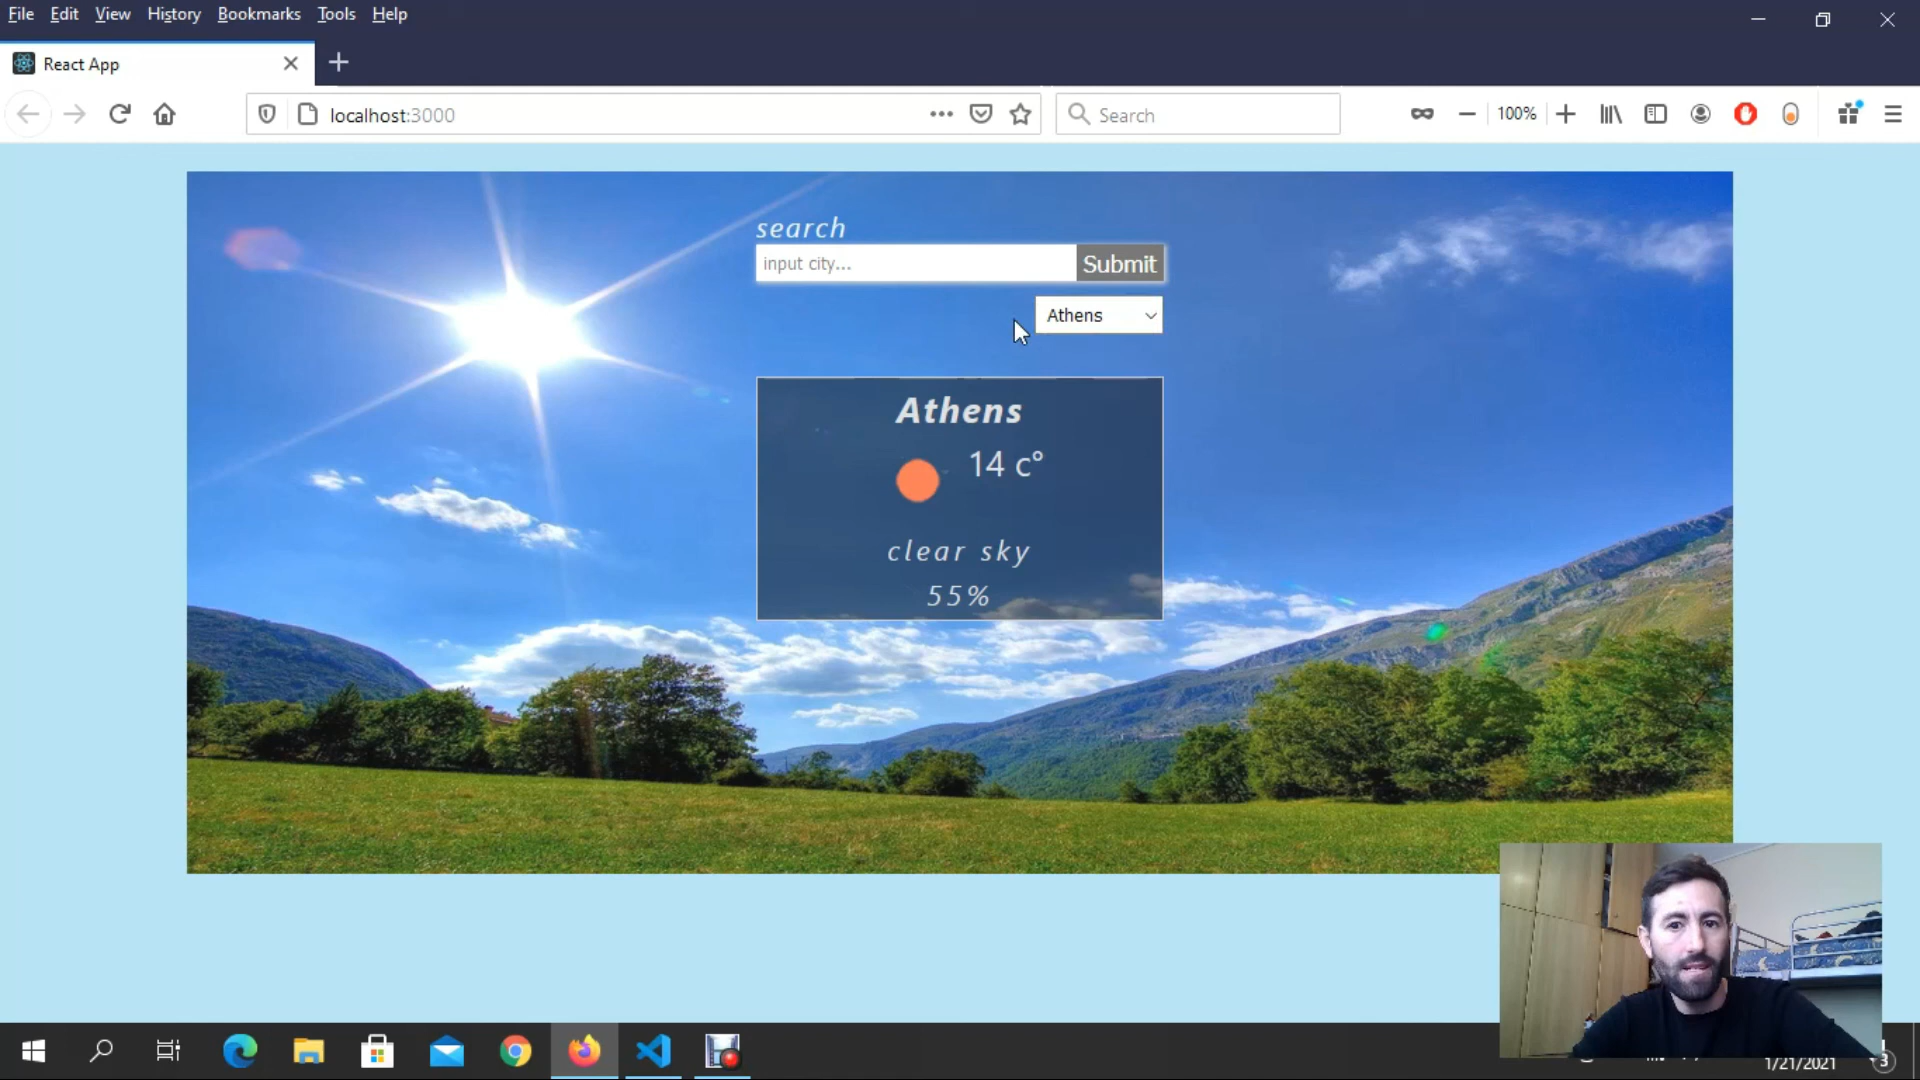 File Edit View History Bookmarks Tools Help
React App
localhost:3000
Search
100%
search
input city...
Submit
Athens
Athens
14 c°
clear sky
55%
1/21/2021
3